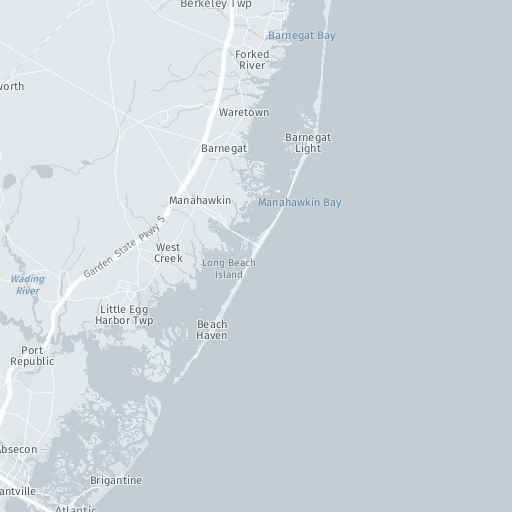 Berkeley Twp
Barnegat Bay
Forked
River
worth
Waretown
Barnegat
Light
Barnegat
Manahawkin
Manahawkin Bay
Garden State Pkwy S
West
Creek
Long Beach
Island
Wading
River
Little Egg
Harbor Twp
Beach
Haven
Port
Republic
Absecon
Brigantine
antville
Atlantic